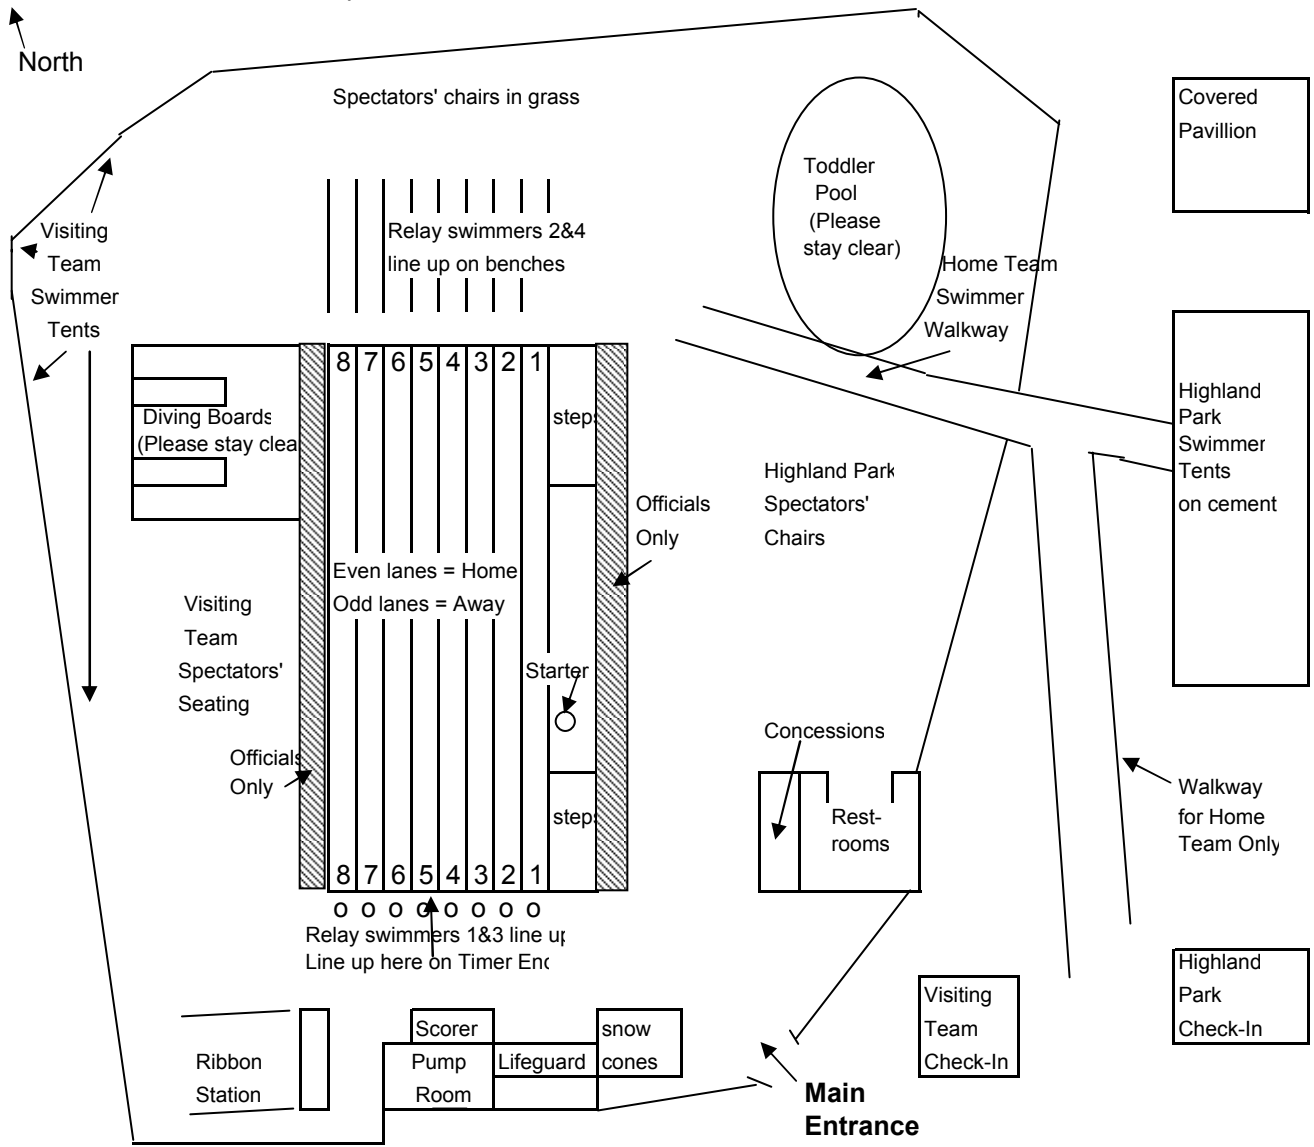 North
Spectators' chairs in grass
Covered
Pavillion
Toddler
Pool
(Please
stay clear)
Visiting
Team
Swimmer
Tents
Relay swimmers 2&4
line up on benches
Home Team
Swimmer
Walkway
8 7 6 5 4 3 2 1
steps
Diving Boards
(Please stay clea
Highland
Park
Swimmer
Tents
on cement
Highland Park
Spectators'
Chairs
Officials
Only
Even lanes = Home
Odd lanes = Away
Visiting
Team
Spectators'
Seating
Starter
Concessions
Officials
Only
Walkway
for Home
Team Only
Rest-
rooms
steps
8 7 6 5 4 3 2 1
o o o o o o o o
Relay swimmers 1&3 line up
Line up here on Timer End
Highland
Park
Check-In
Visiting
Team
Check-In
Scorer
snow
cones
Ribbon
Station
Pump
Room
Lifeguard
Main
Entrance